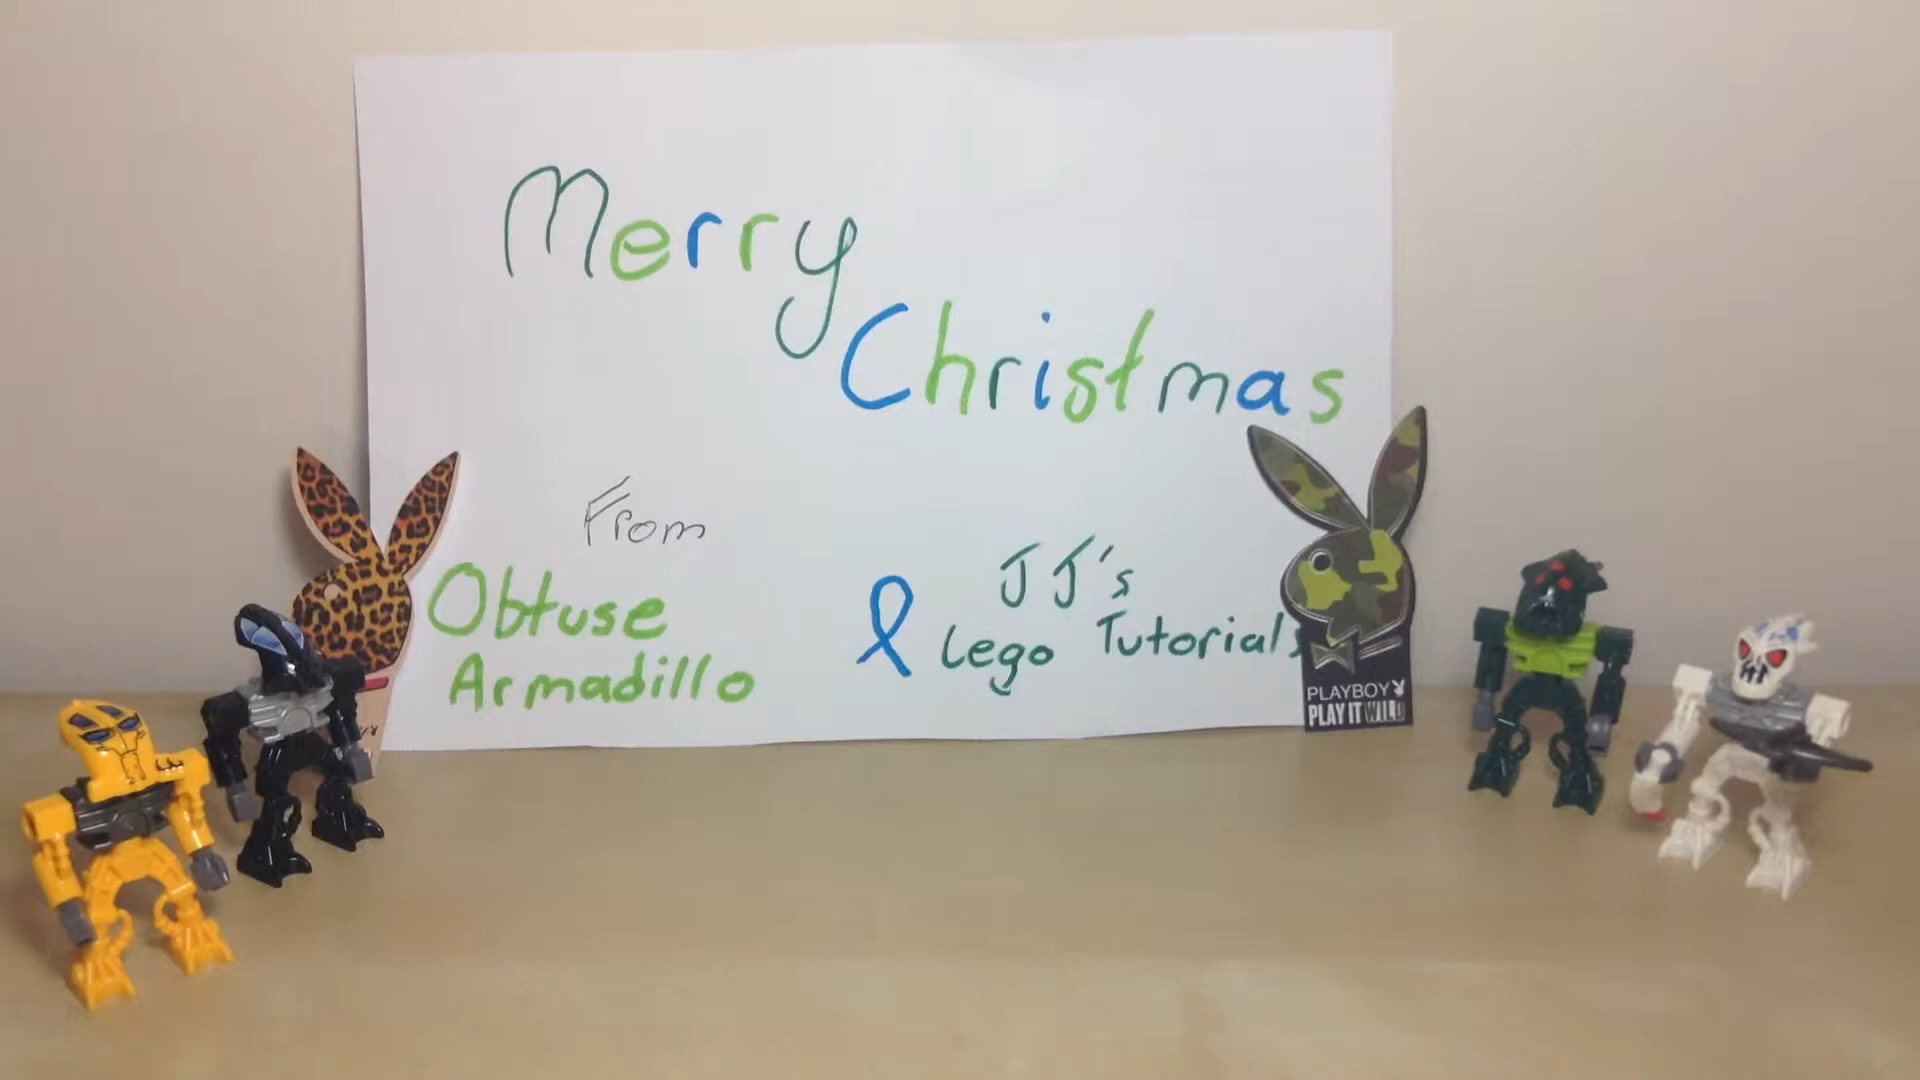 Merry
Christmas
From
Obtuse
Armadillo
&
JJ's
Lego Tutorials
PLAYBOY
PLAY IT WILD